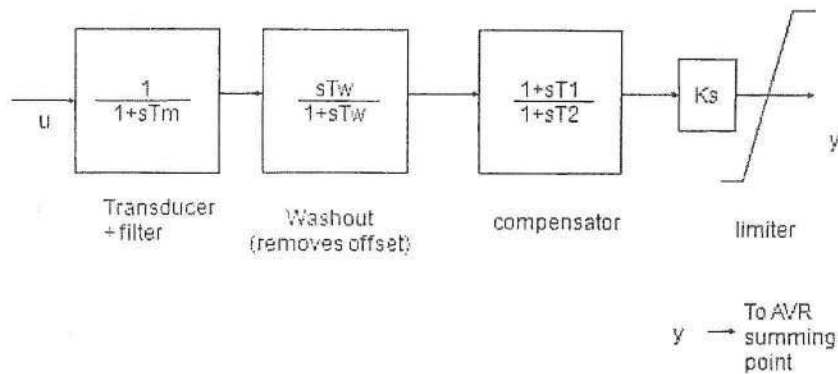 1
1+sTm
sTw
1+sTw
1+sT1
1+sT2
Ks
u
y
Transducer
+filter
Washout
(removes offset)
compensator
limiter
y
To AVR
summing
point